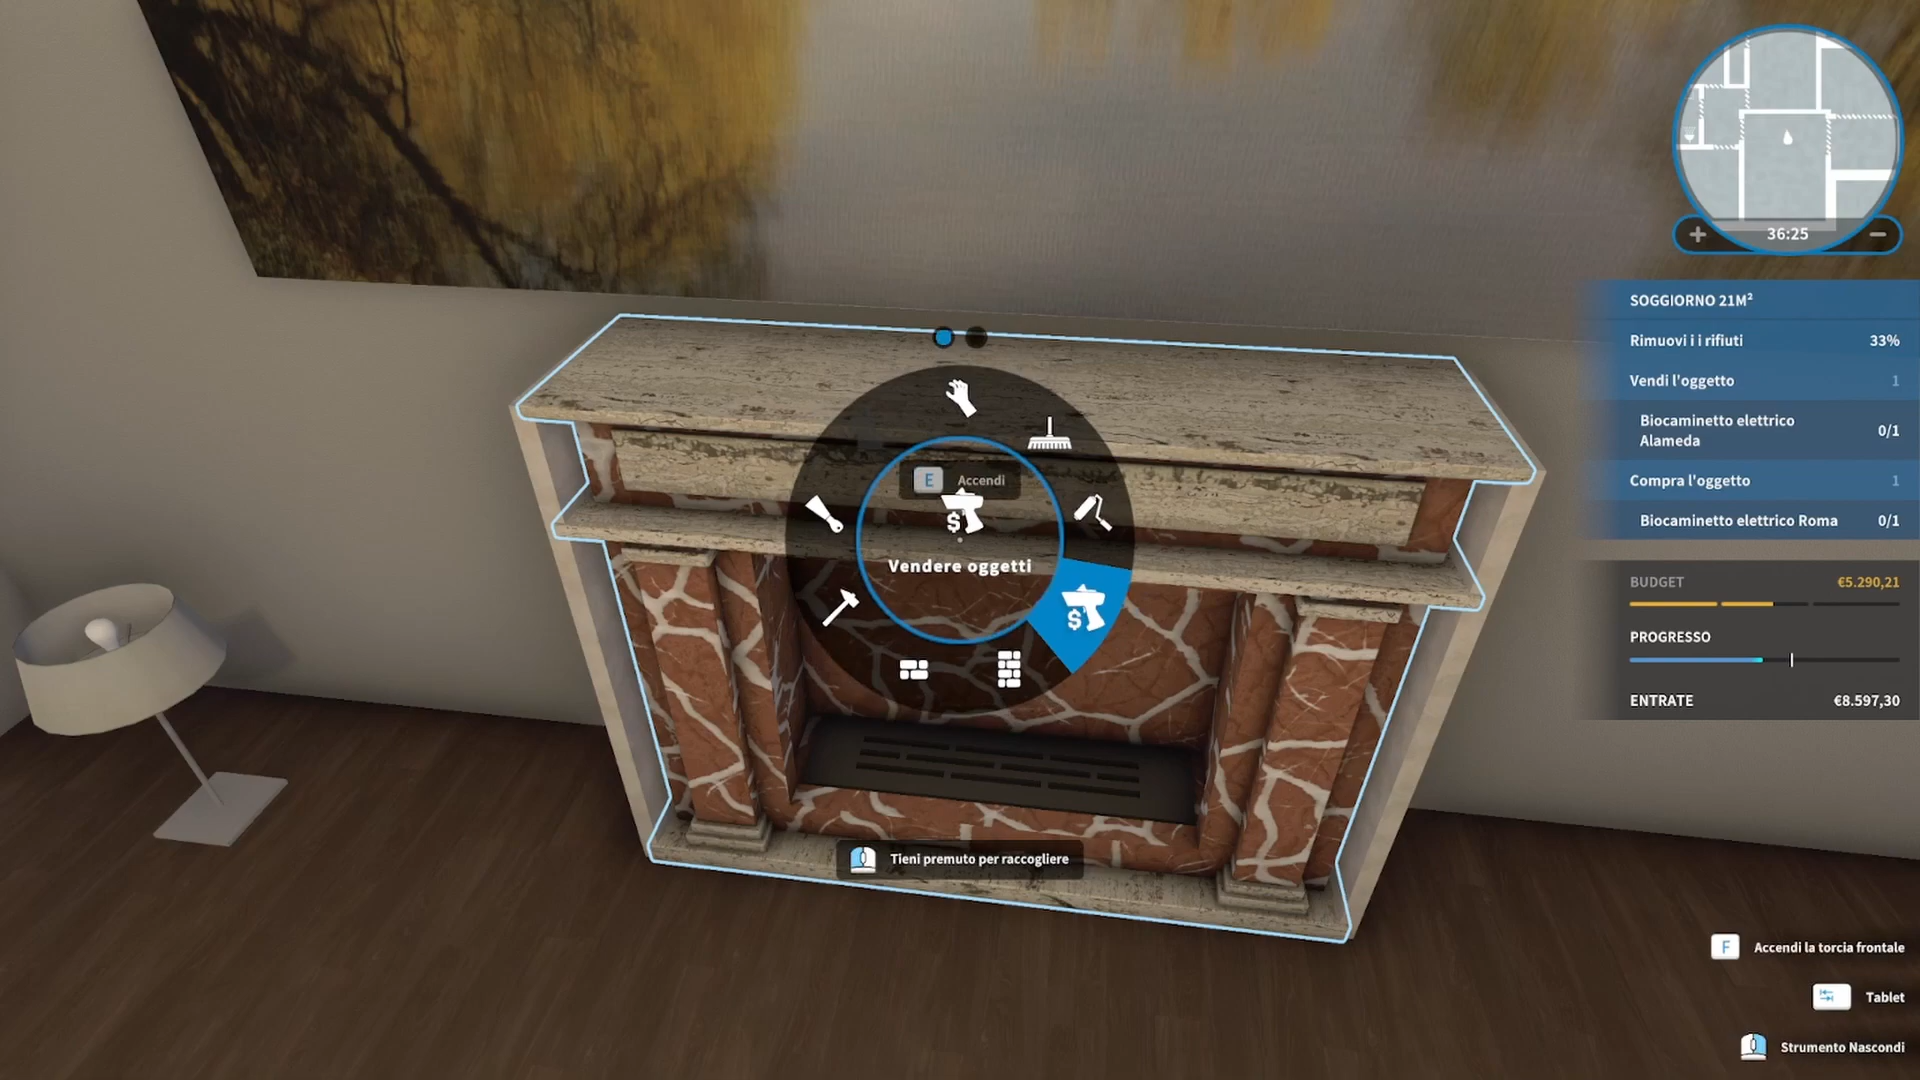 36:25
SOGGIORNO 21M²
Rimuovi i i rifiuti 33%
Vendi l'oggetto 1
Biocaminetto elettrico
Alameda 0/1
Compra l'oggetto 1
Biocaminetto elettrico Roma 0/1
BUDGET €5.290,21
PROGRESSO
ENTRATE €8.597,30
E Accendi
$
Vendere oggetti
$
Tieni premuto per raccogliere
F Accendi la torcia frontale
Tablet
Strumento Nascondi